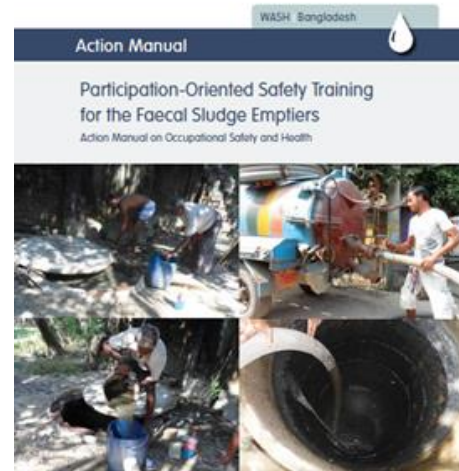 WASH Bangladesh
Action Manual
Participation-Oriented Safety Training
for the Faecal Sludge Emptiers
Action Manual on Occupational Safety and Health